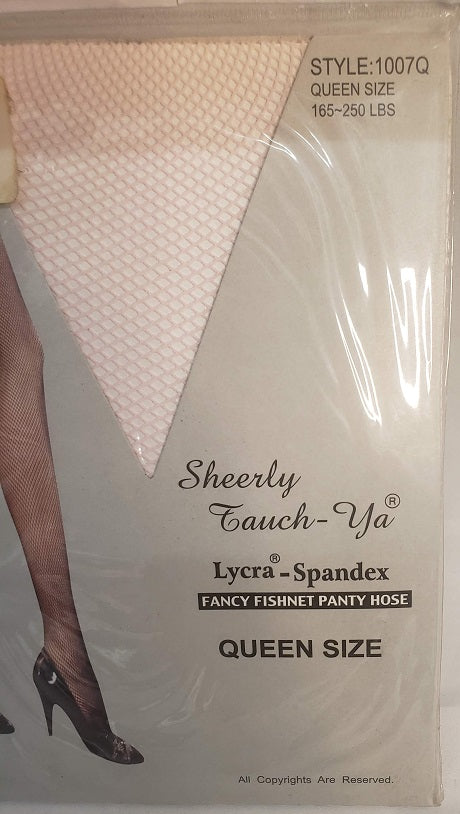 STYLE:1007Q
QUEEN SIZE
165~250 LBS
Sheerly
Tauch-Ya®
Lycra®-Spandex
FANCY FISHNET PANTY HOSE
QUEEN SIZE
All Copyrights Are Reserved.